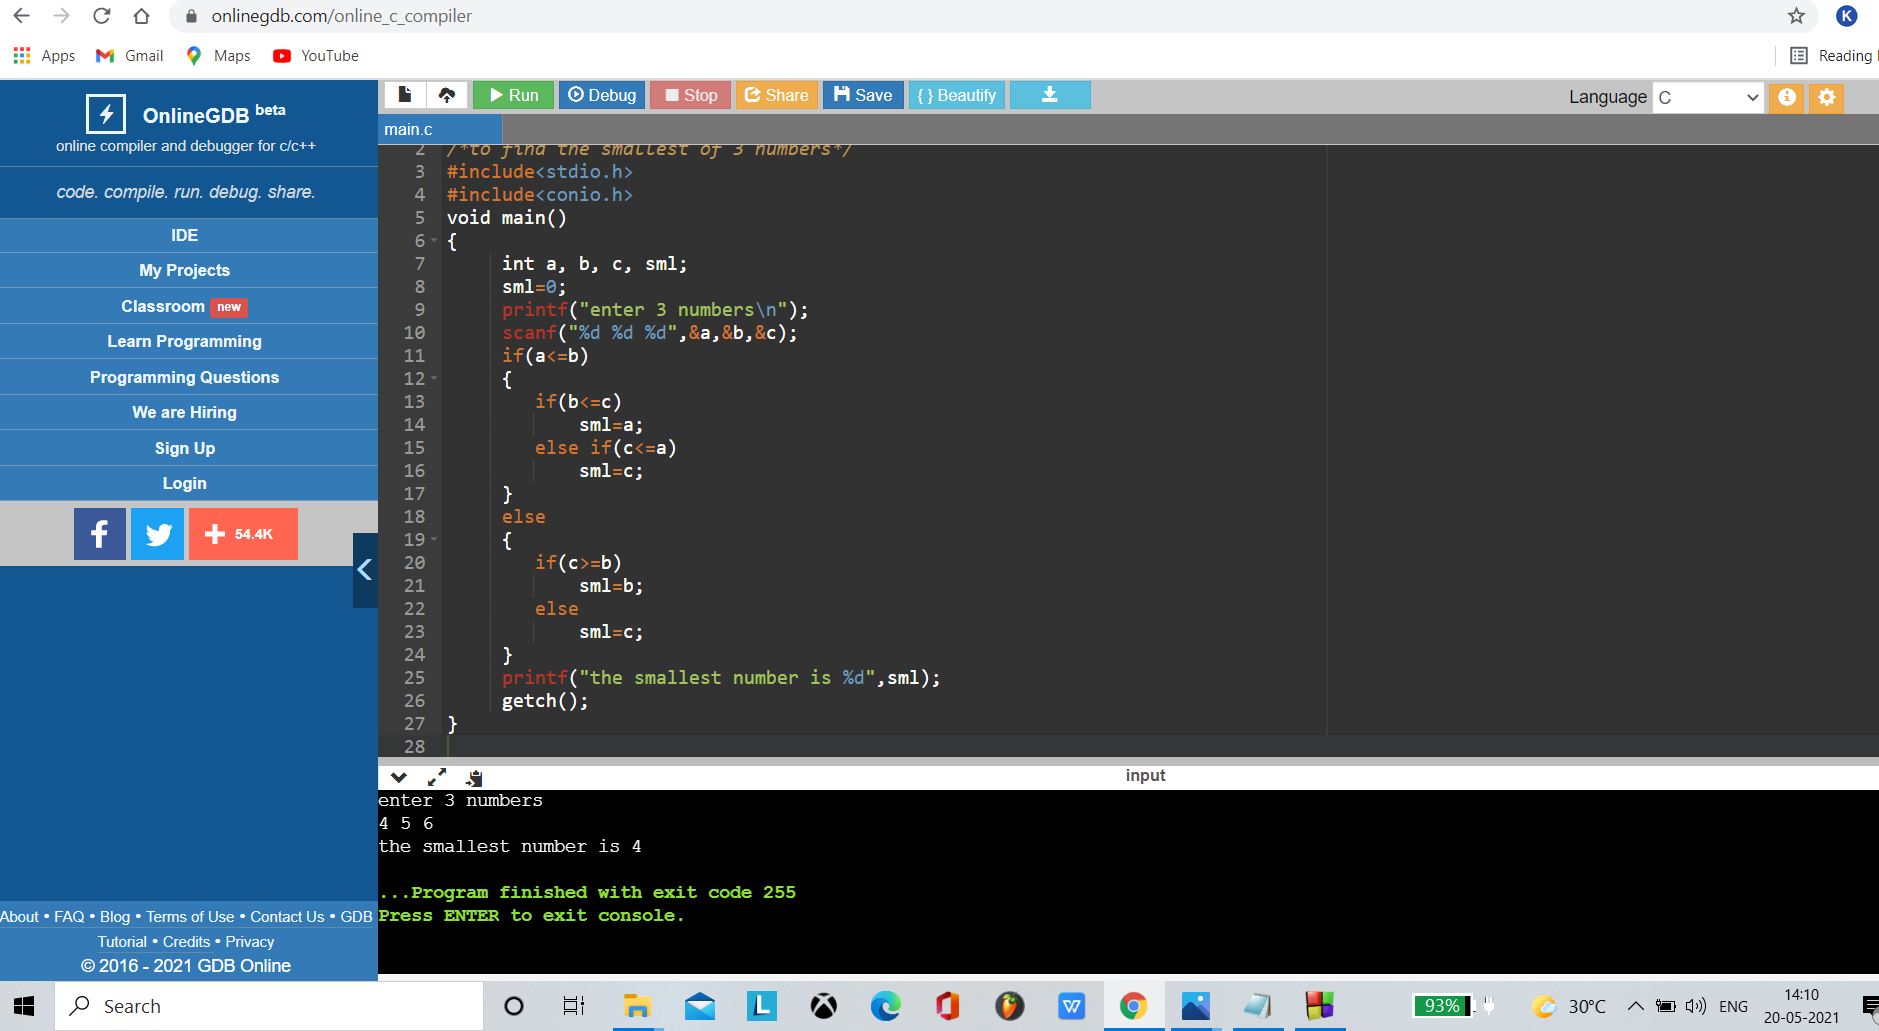 onlinegdb.com/online_c_compiler
K
Apps Gmail Maps YouTube Reading
OnlineGDB beta
online compiler and debugger for c/c++
code. compile. run. debug. share.
IDE
My Projects
Classroom new
Learn Programming
Programming Questions
We are Hiring
Sign Up
Login
f 54.4K
About • FAQ • Blog • Terms of Use • Contact Us • GDB
Tutorial • Credits • Privacy
© 2016 - 2021 GDB Online
Run Debug Stop Share Save { } Beautify
Language C
main.c
2 /*to find the smallest of 3 numbers*/
3 #include<stdio.h>
4 #include<conio.h>
5 void main()
6 {
7 int a, b, c, sml;
8 sml=0;
9 printf("enter 3 numbers\n");
10 scanf("%d %d %d",&a,&b,&c);
11 if(a<=b)
12 {
13 if(b<=c)
14 sml=a;
15 else if(c<=a)
16 sml=c;
17 }
18 else
19 {
20 if(c>=b)
21 sml=b;
22 else
23 sml=c;
24 }
25 printf("the smallest number is %d",sml);
26 getch();
27 }
28
input
enter 3 numbers
4 5 6
the smallest number is 4
...Program finished with exit code 255
Press ENTER to exit console.
Search
L
W
93%
30°C
ENG
14:10
20-05-2021